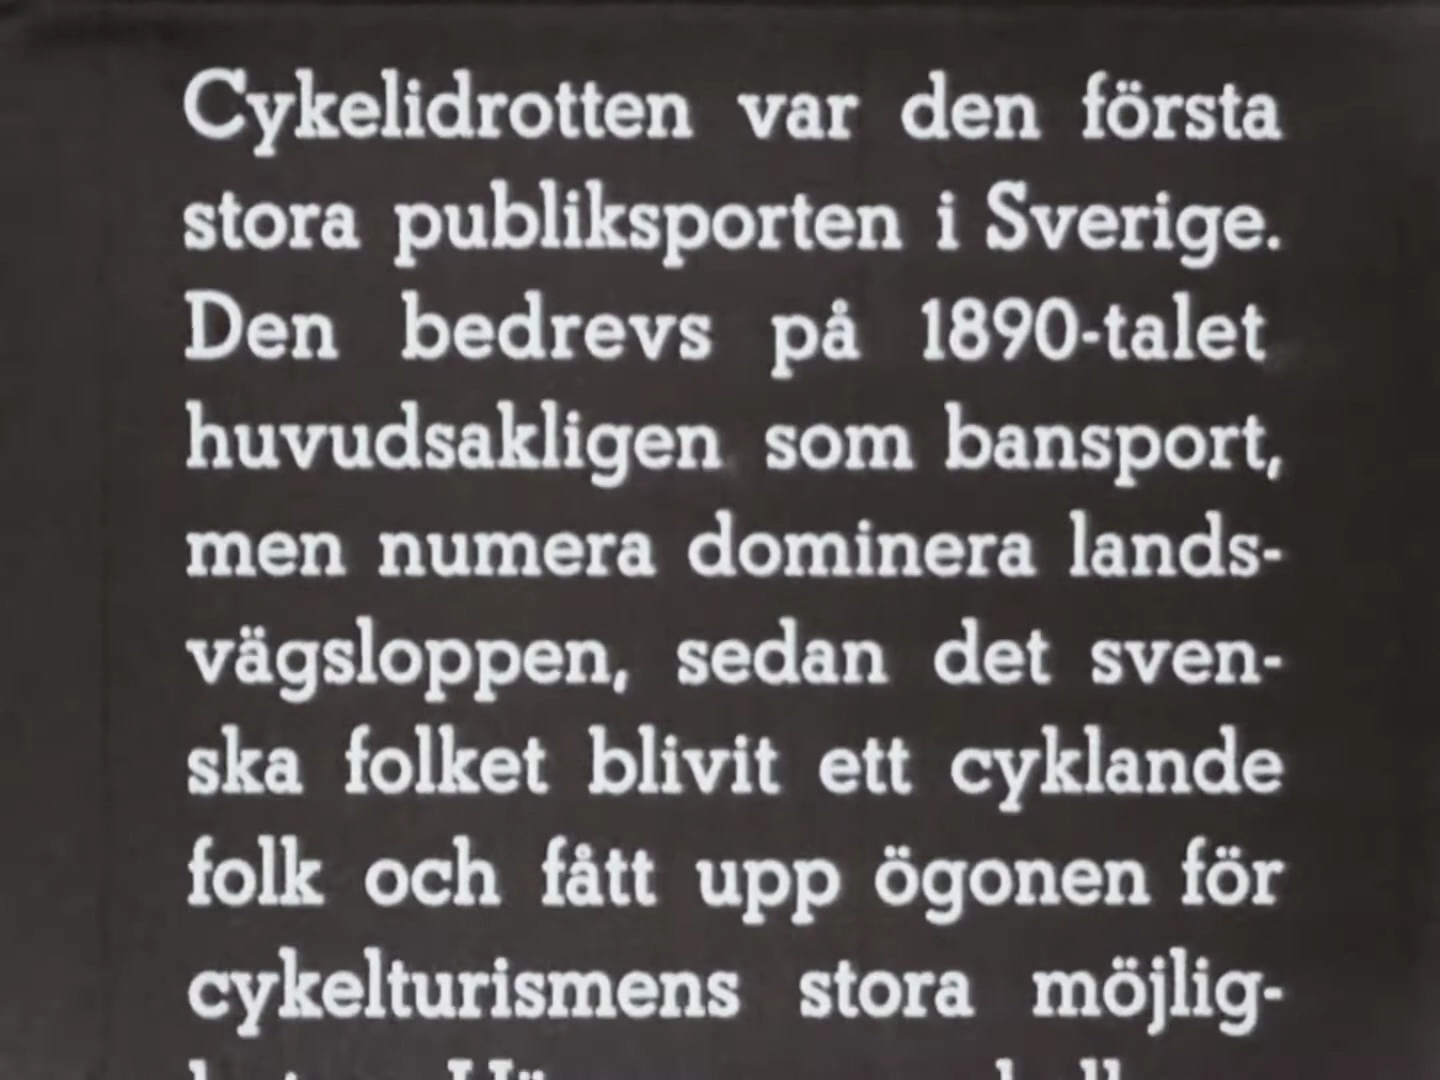 Cykelidrotten var den första
stora publiksporten i Sverige.
Den bedrevs på 1890-talet
huvudsakligen som bansport,
men numera dominera lands-
vägsloppen, sedan det sven-
ska folket blivit ett cyklande
folk och fått upp ögonen för
cykelturismens stora möjlig-